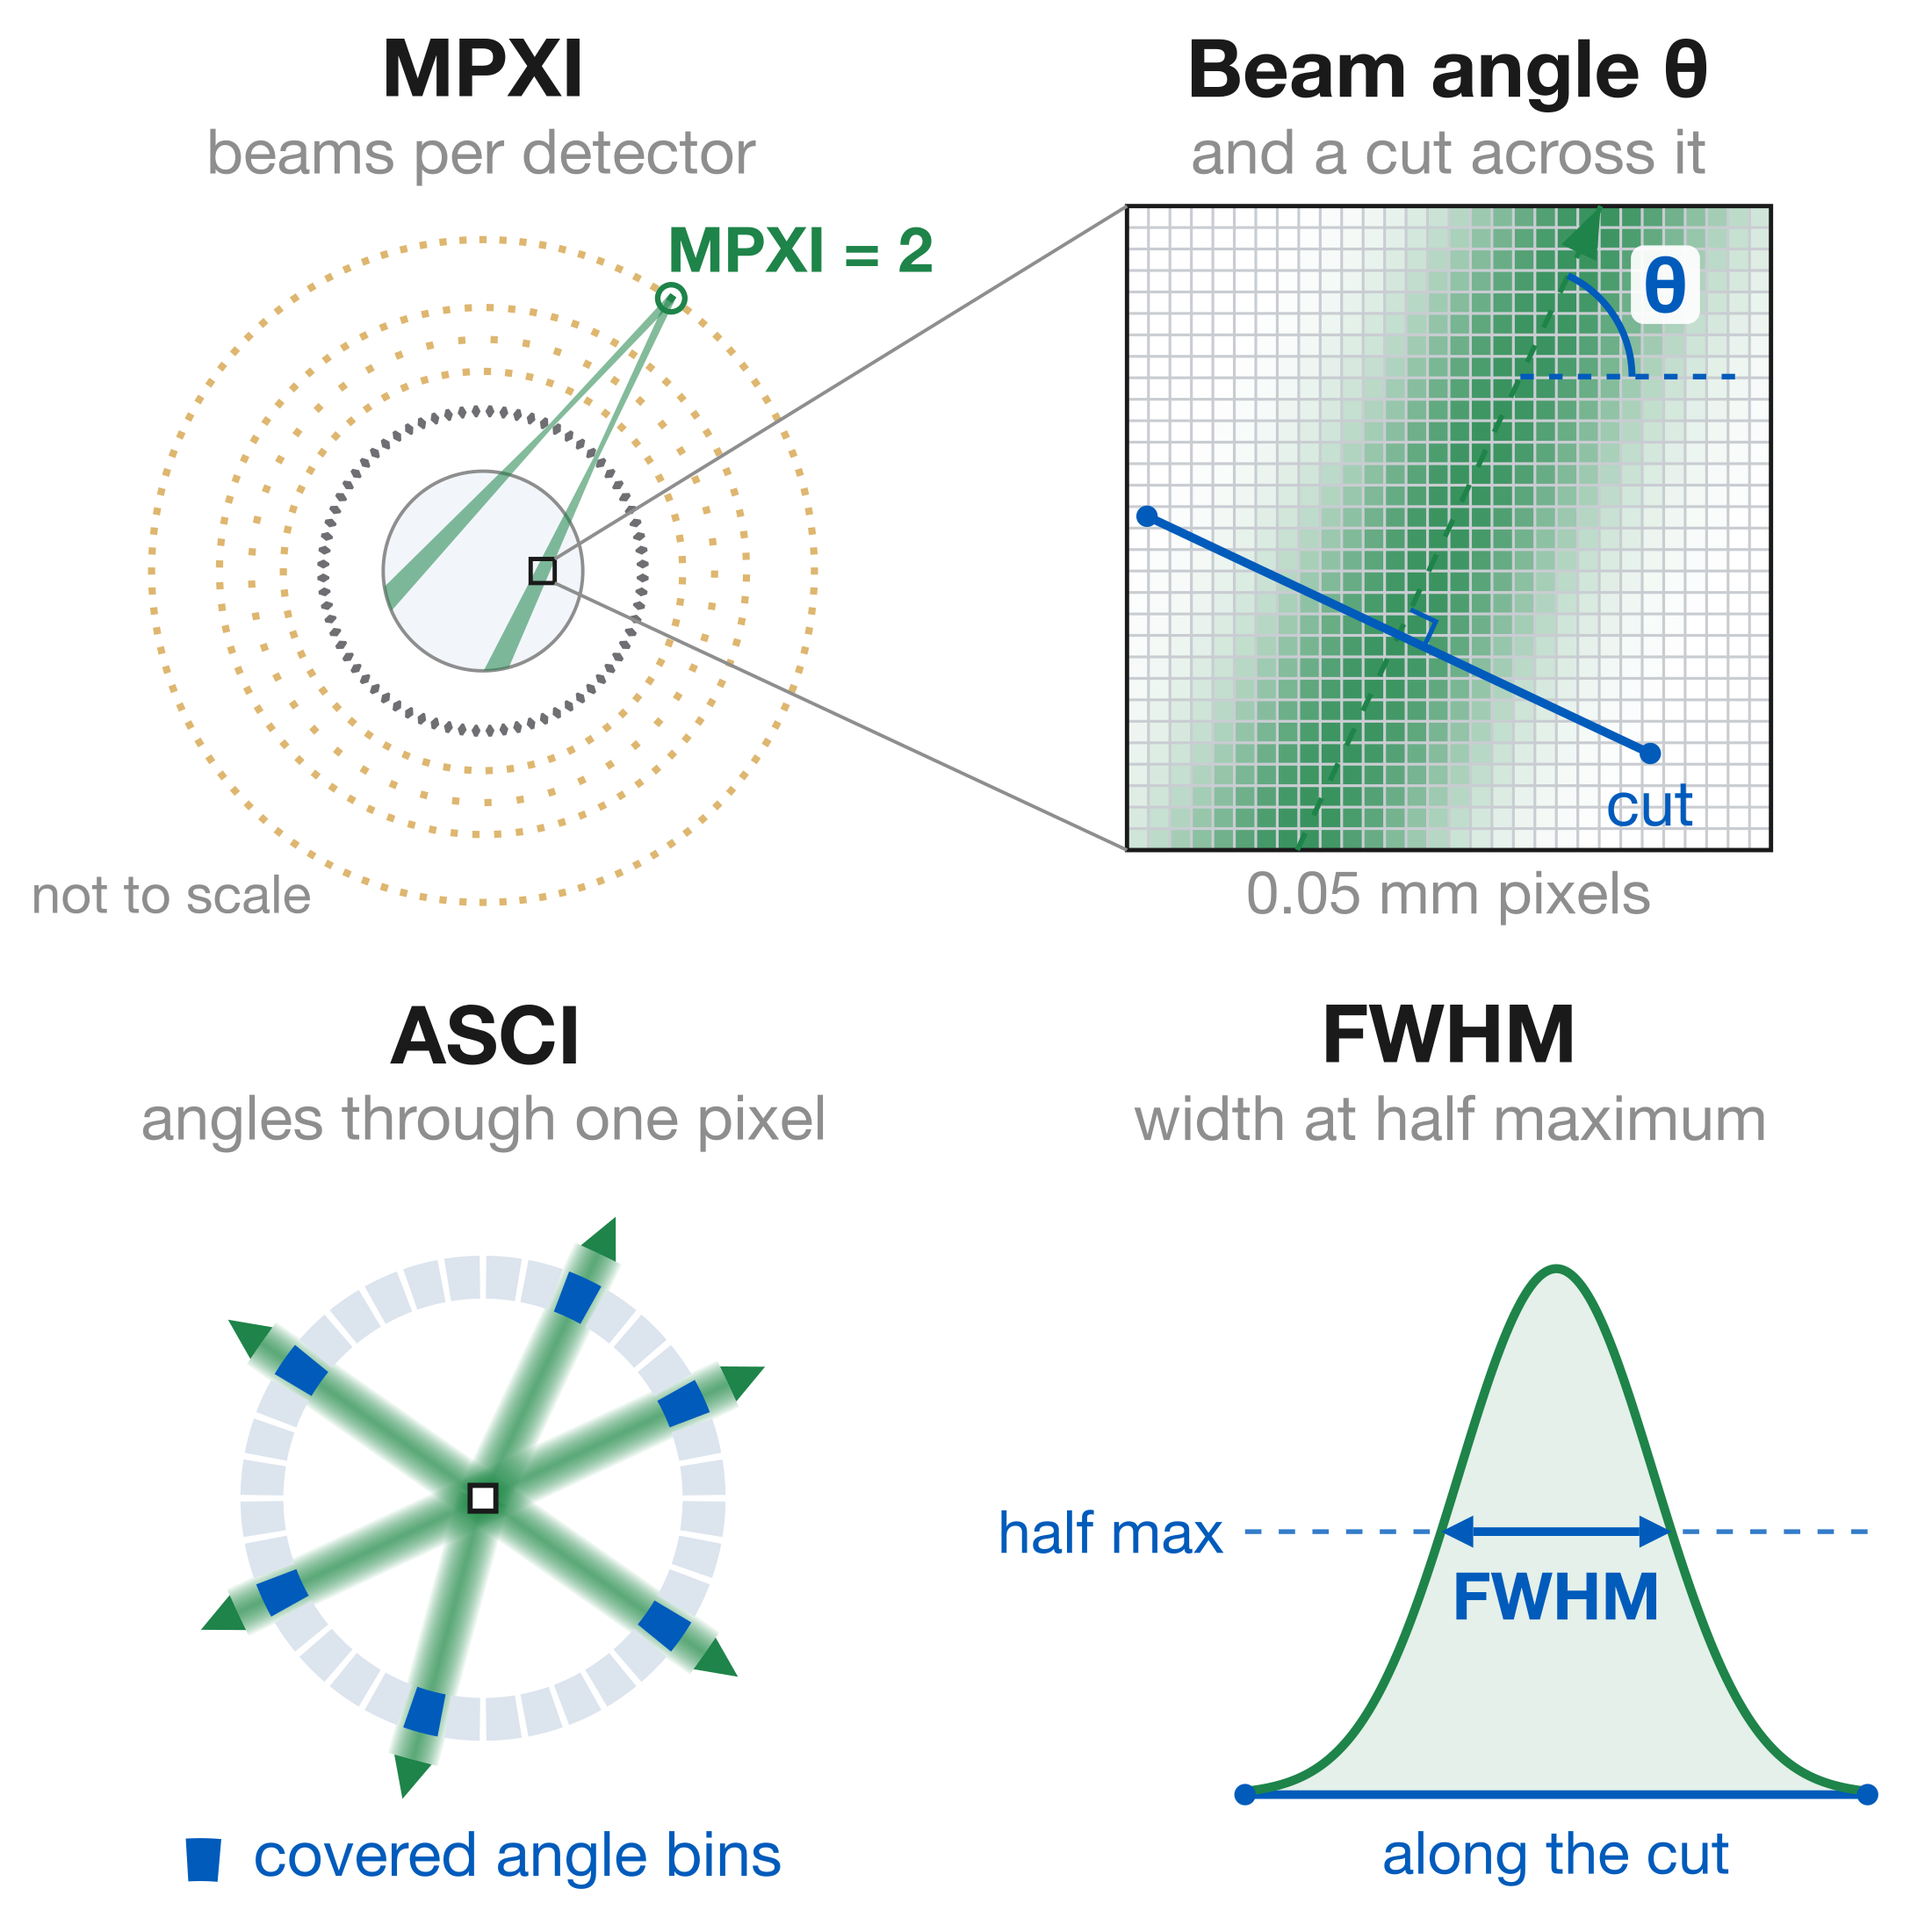 MPXI
beams per detector
MPXI = 2
not to scale
Beam angle θ
and a cut across it
θ
cut
0.05 mm pixels
ASCI
angles through one pixel
covered angle bins
FWHM
width at half maximum
half max
FWHM
along the cut